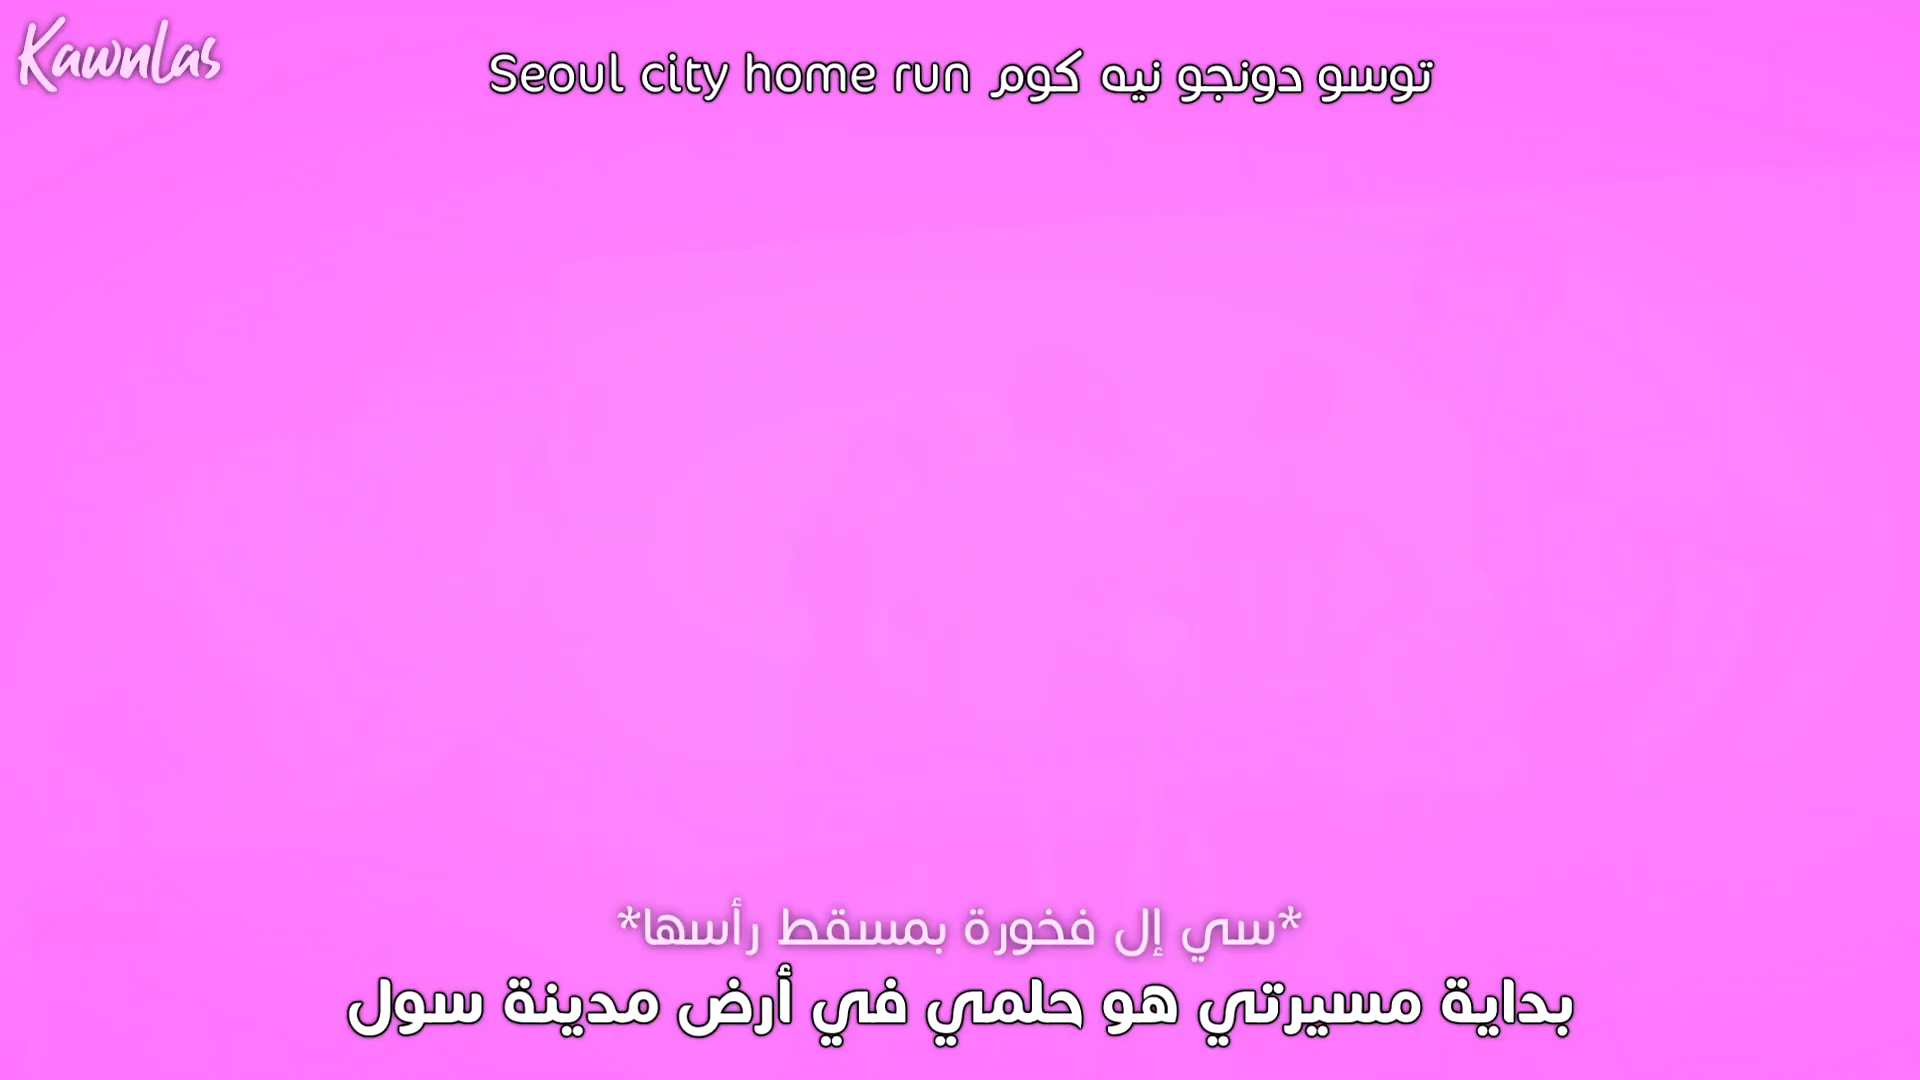 Kawnlas
توسو دونجو نيه كوم Seoul city home run
*سي إل فخورة بمسقط رأسها*
بداية مسيرتي هو حلمي في أرض مدينة سول